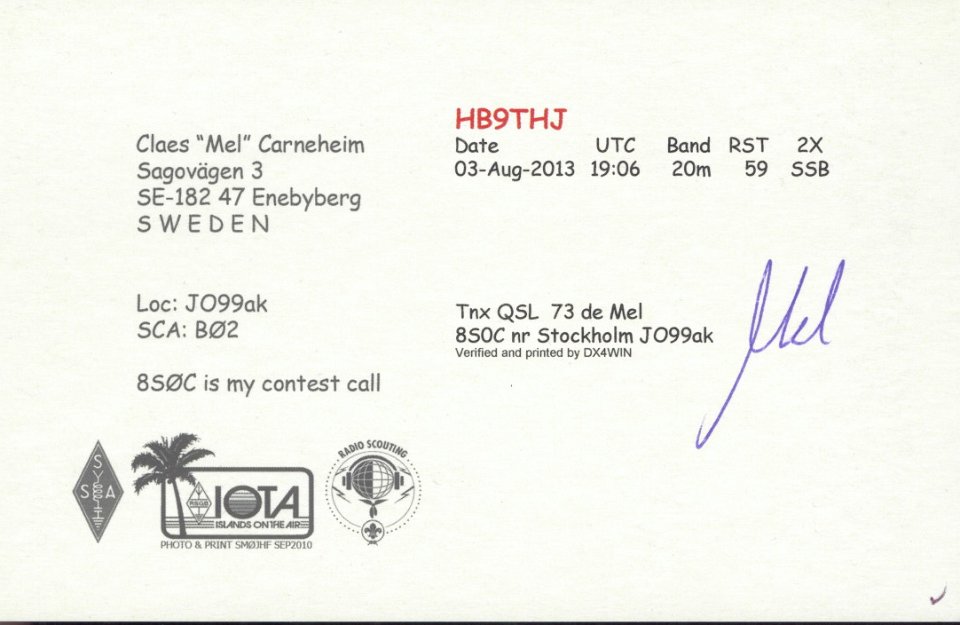 Claes “Mel” Carneheim
Sagovägen 3
SE-182 47 Enebyberg
S W E D E N
Loc: JO99ak
SCA: BØ2
8SØC is my contest call
HB9THJ
Date UTC Band RST 2X
03-Aug-2013 19:06 20m 59 SSB
Tnx QSL 73 de Mel
8S0C nr Stockholm JO99ak
Verified and printed by DX4WIN
Mel
IOTA
ISLANDS ON THE AIR
PHOTO & PRINT SMØJHF SEP2010
RADIO SCOUTING